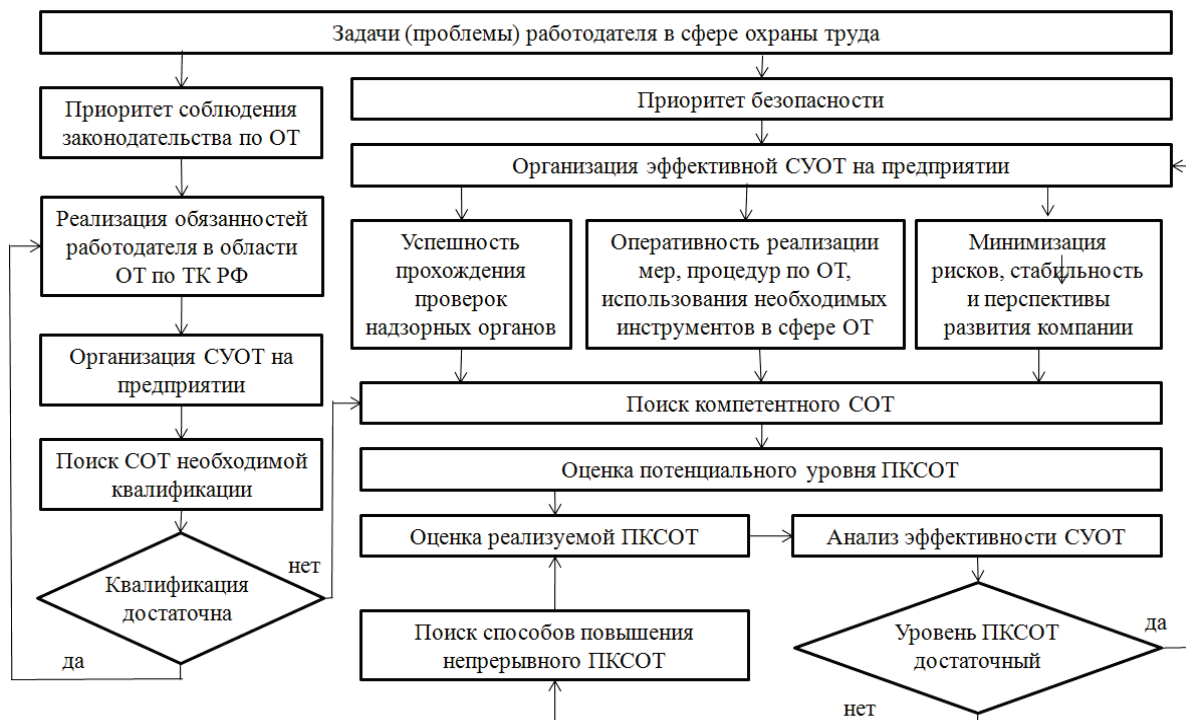 Задачи (проблемы) работодателя в сфере охраны труда
Приоритет соблюдения
законодательства по ОТ
Реализация обязанностей
работодателя в области
ОТ по ТК РФ
Организация СУОТ на
предприятии
Поиск СОТ необходимой
квалификации
Квалификация
достаточна
нет
да
Приоритет безопасности
Организация эффективной СУОТ на предприятии
Успешность
прохождения
проверок
надзорных органов
Оперативность реализации
мер, процедур по ОТ,
использования необходимых
инструментов в сфере ОТ
Минимизация
рисков, стабильность
и перспективы
развития компании
Поиск компетентного СОТ
Оценка потенциального уровня ПКСОТ
Оценка реализуемой ПКСОТ
Анализ эффективности СУОТ
Поиск способов повышения
непрерывного ПКСОТ
Уровень ПКСОТ
достаточный
да
нет